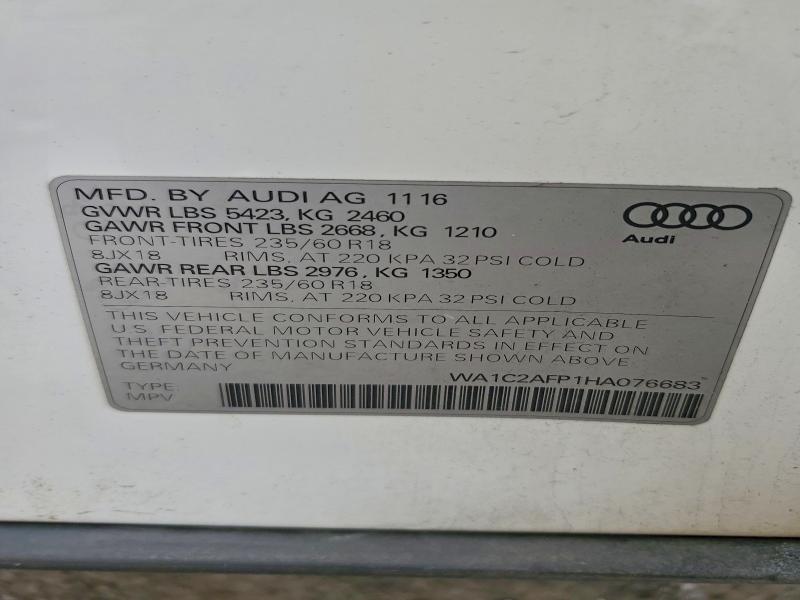 MFD. BY AUDI AG 11 16
GVWR LBS 5423, KG 2460
GAWR FRONT LBS 2668, KG 1210
FRONT-TIRES 235/60 R18
8JX18 RIMS, AT 220 KPA 32 PSI COLD
GAWR REAR LBS 2976, KG 1350
REAR-TIRES 235/60 R18
8JX18 RIMS, AT 220 KPA 32 PSI COLD
Audi
THIS VEHICLE CONFORMS TO ALL APPLICABLE
U.S. FEDERAL MOTOR VEHICLE SAFETY AND
THEFT PREVENTION STANDARDS IN EFFECT ON
THE DATE OF MANUFACTURE SHOWN ABOVE
GERMANY
WA1C2AFP1HA076683
TYPE:
MPV